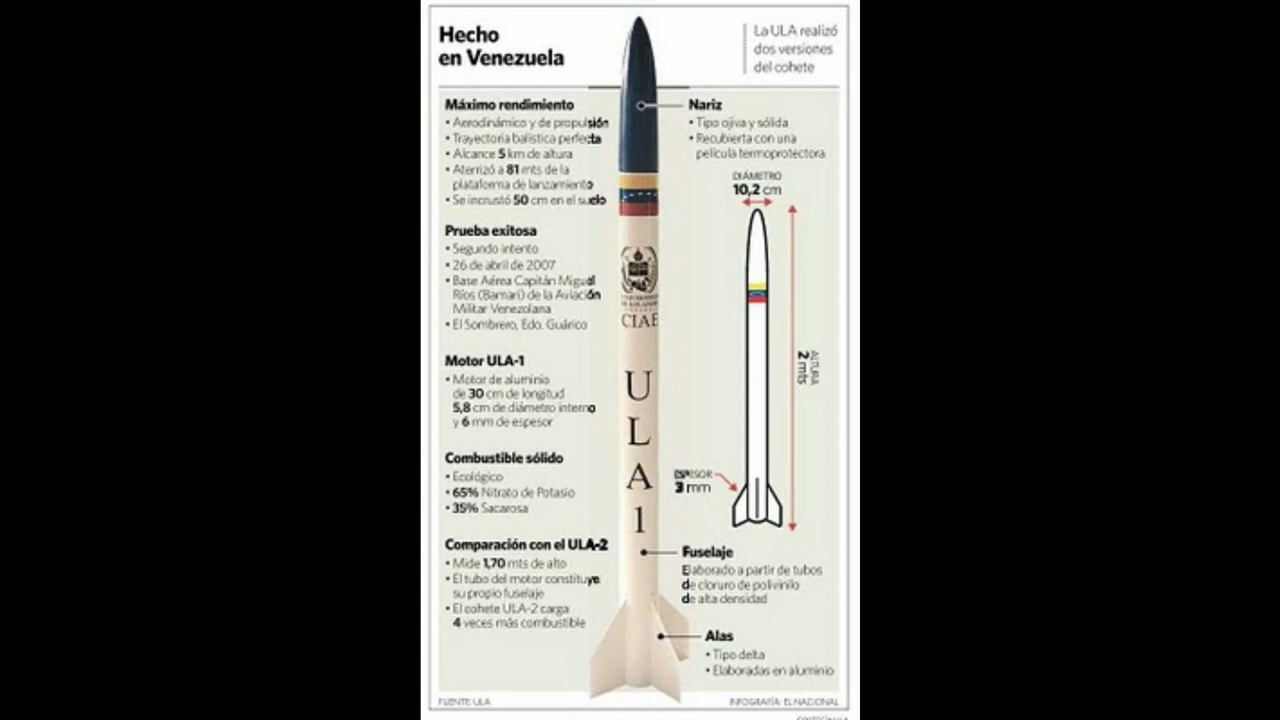 Hecho
en Venezuela
La ULA realizó
dos versiones
del cohete
Máximo rendimiento
• Aerodinámico y de propulsión
• Trayectoria balística perfecta
• Alcance 5 km de altura
• Aterrizó a 81 mts de la
plataforma de lanzamiento
• Se incrustó 50 cm en el suelo
Prueba exitosa
• Segundo intento
• 26 de abril de 2007
• Base Aérea Capitán Miguel
Ríos (Bamari) de la Aviación
Militar Venezolana
• El Sombrero, Edo. Guárico
Motor ULA-1
• Motor de aluminio
de 30 cm de longitud
5,8 cm de diámetro interno
y 6 mm de espesor
Combustible sólido
• Ecológico
• 65% Nitrato de Potasio
• 35% Sacarosa
Comparación con el ULA-2
• Mide 1,70 mts de alto
• El tubo del motor constituye
su propio fuselaje
• El cohete ULA-2 carga
4 veces más combustible
CIAE
U
L
A
1
Nariz
• Tipo ojiva y sólida
• Recubierta con una
película termoprotectora
DIÁMETRO
10,2 cm
ALTURA
2 mts
ESPESOR
3 mm
Fuselaje
Elaborado a partir de tubos
de cloruro de polivinilo
de alta densidad
Alas
• Tipo delta
• Elaboradas en aluminio
FUENTE: ULA
INFOGRAFÍA: EL NACIONAL